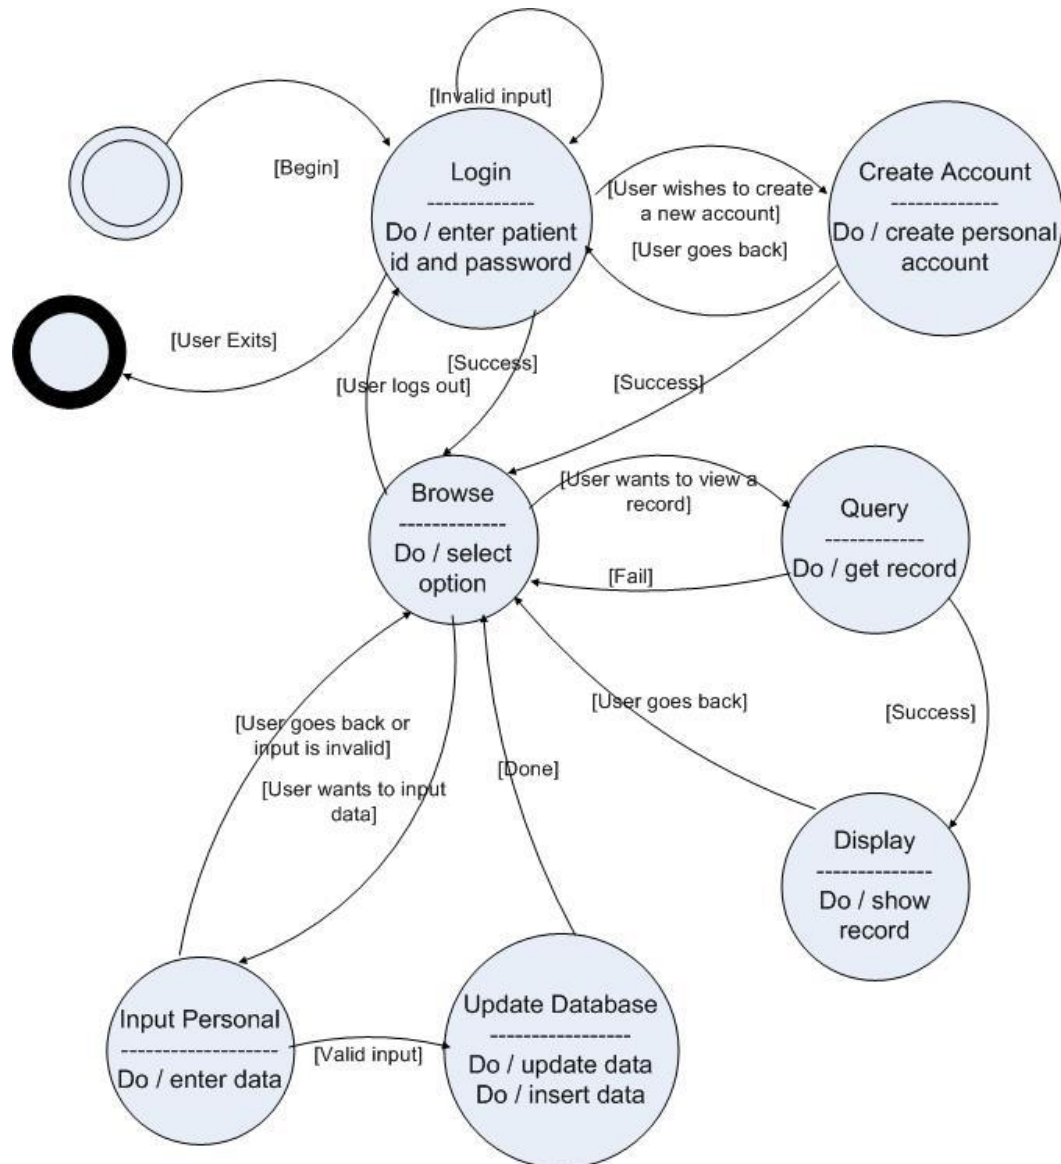 [Invalid input]
[Begin]
Login
-------------
Do / enter patient
id and password
[User wishes to create
a new account]
[User goes back]
Create Account
-------------
Do / create personal
account
[User Exits]
[Success]
[User logs out]
[Success]
Browse
-------------
Do / select
option
[User wants to view a
record]
[Fail]
Query
------------
Do / get record
[User goes back]
[Success]
[User goes back or
input is invalid]
[User wants to input
data]
[Done]
Display
--------------
Do / show
record
Input Personal
-------------------
Do / enter data
[Valid input]
Update Database
-----------------
Do / update data
Do / insert data